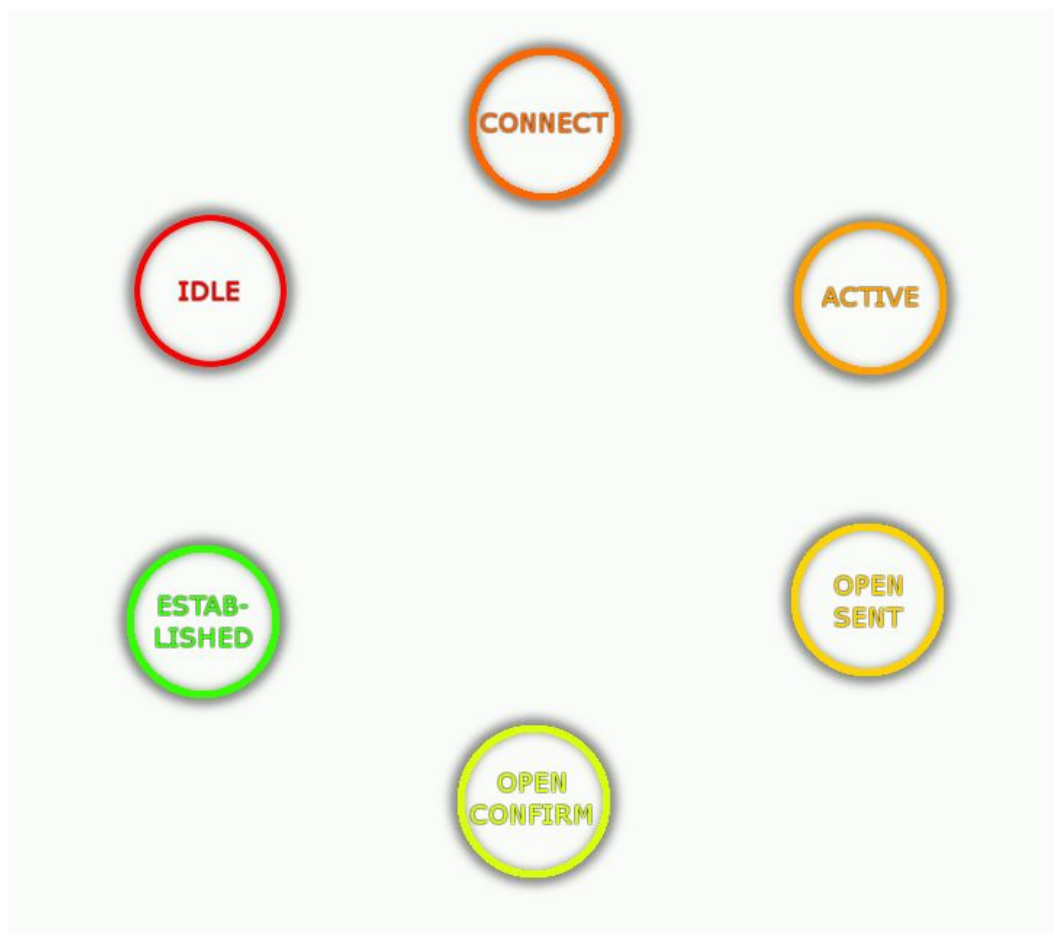 CONNECT
IDLE
ACTIVE
ESTAB-
LISHED
OPEN
SENT
OPEN
CONFIRM